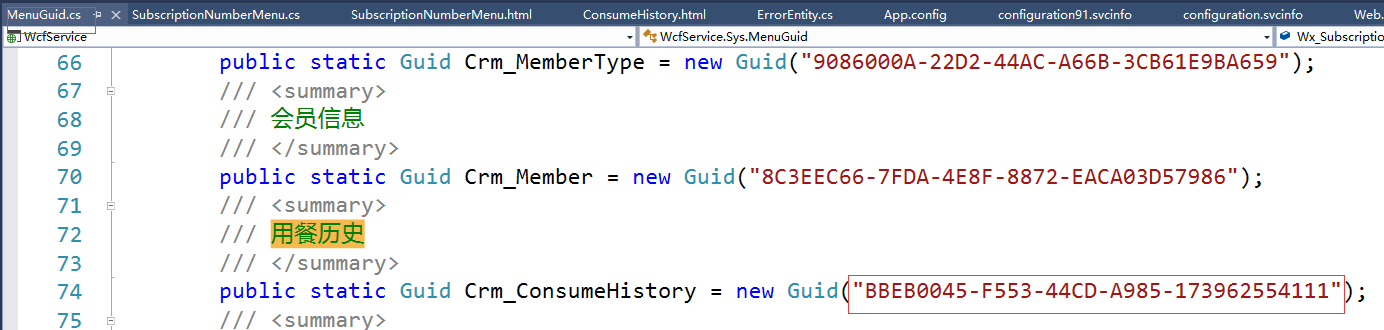 MenuGuid.cs SubscriptionNumberMenu.cs SubscriptionNumberMenu.html ConsumeHistory.html ErrorEntity.cs App.config configuration91.svcinfo configuration.svcinfo Web.
WcfService WcfService.Sys.MenuGuid Wx_Subscriptio
66 public static Guid Crm_MemberType = new Guid("9086000A-22D2-44AC-A66B-3CB61E9BA659");
67 /// <summary>
68 /// 会员信息
69 /// </summary>
70 public static Guid Crm_Member = new Guid("8C3EEC66-7FDA-4E8F-8872-EACA03D57986");
71 /// <summary>
72 /// 用餐历史
73 /// </summary>
74 public static Guid Crm_ConsumeHistory = new Guid("BBEB0045-F553-44CD-A985-173962554111");
75 /// <summary>